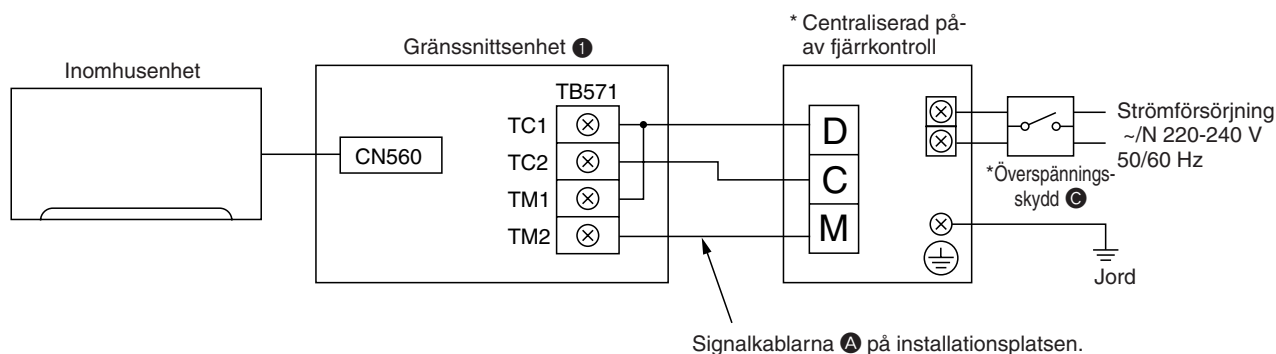 * Centraliserad på-
av fjärrkontroll
Gränssnittsenhet ❶
Inomhusenhet
TB571
TC1
TC2
TM1
TM2
CN560
D
C
M
Strömförsörjning
~/N 220-240 V
50/60 Hz
*Överspännings-
skydd 🅒
Jord
Signalkablarna 🅐 på installationsplatsen.